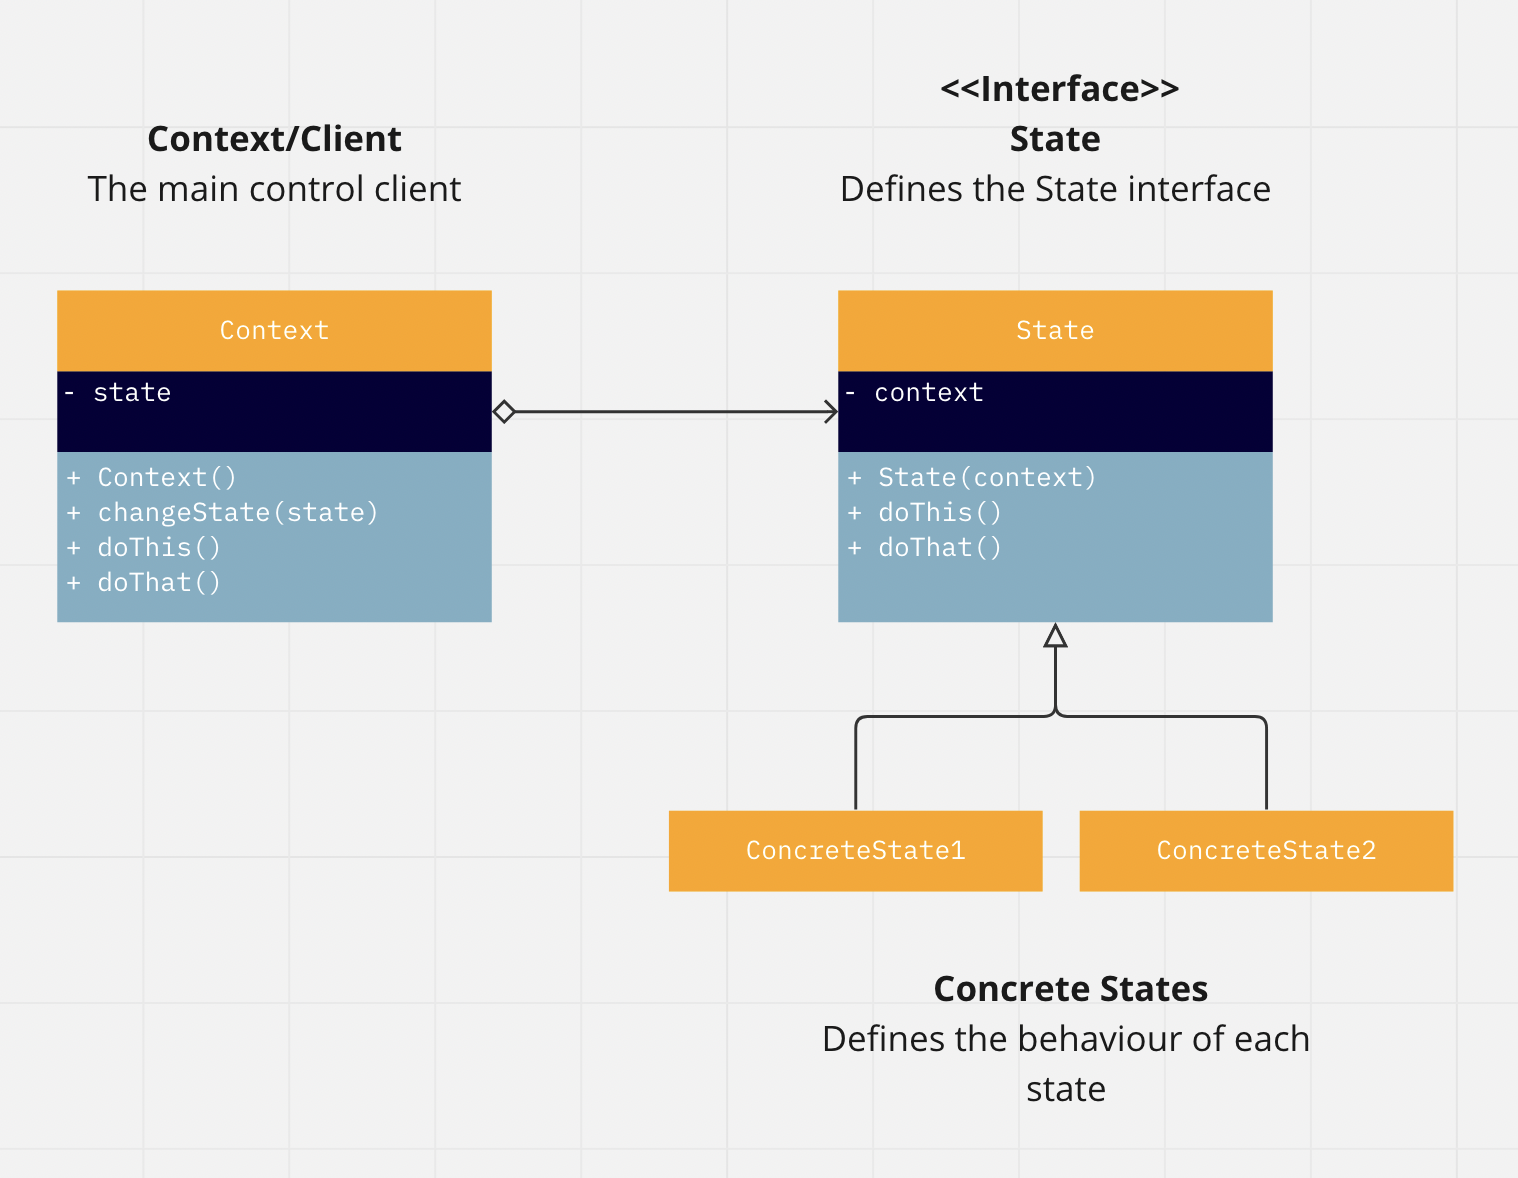 Context/Client
The main control client
<<Interface>>
State
Defines the State interface
Context
- state
+ Context()
+ changeState(state)
+ doThis()
+ doThat()
State
- context
+ State(context)
+ doThis()
+ doThat()
ConcreteState1
ConcreteState2
Concrete States
Defines the behaviour of each
state